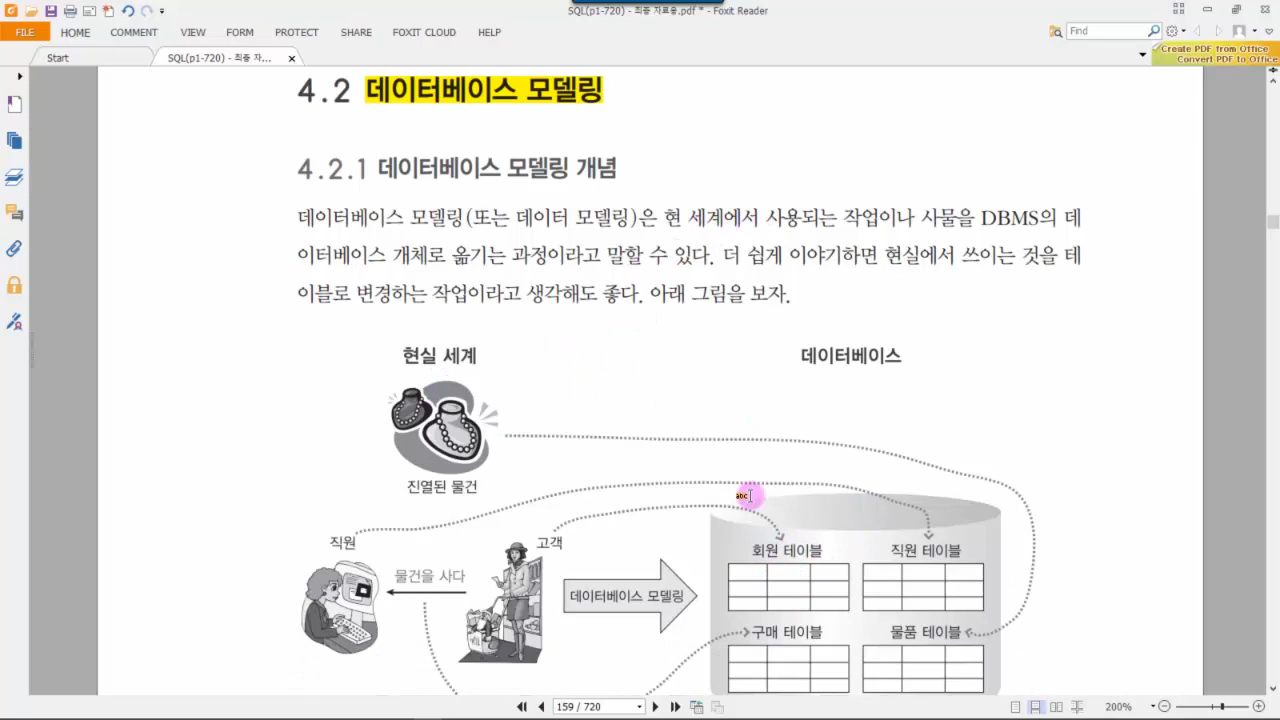 SQL(p1-720) - 최종 자료용.pdf * - Foxit Reader
FILE HOME COMMENT VIEW FORM PROTECT SHARE FOXIT CLOUD HELP
Find
Start
SQL(p1-720) - 최종 자...
Create PDF from Office
Convert PDF to Office
4.2 데이터베이스 모델링
4.2.1 데이터베이스 모델링 개념
데이터베이스 모델링(또는 데이터 모델링)은 현 세계에서 사용되는 작업이나 사물을 DBMS의 데
이터베이스 개체로 옮기는 과정이라고 말할 수 있다. 더 쉽게 이야기하면 현실에서 쓰이는 것을 테
이블로 변경하는 작업이라고 생각해도 좋다. 아래 그림을 보자.
현실 세계
데이터베이스
진열된 물건
abc
직원
고객
물건을 사다
데이터베이스 모델링
회원 테이블
직원 테이블
구매 테이블
물품 테이블
159 / 720
200%